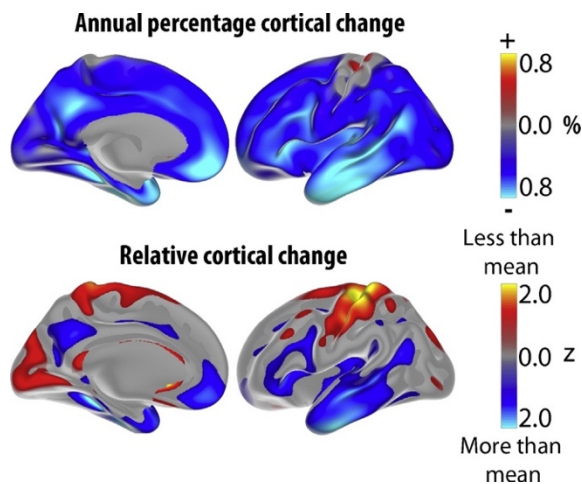 Annual percentage cortical change
+
0.8
0.0 %
0.8
-
Less than
mean
Relative cortical change
2.0
0.0 z
2.0
More than
mean